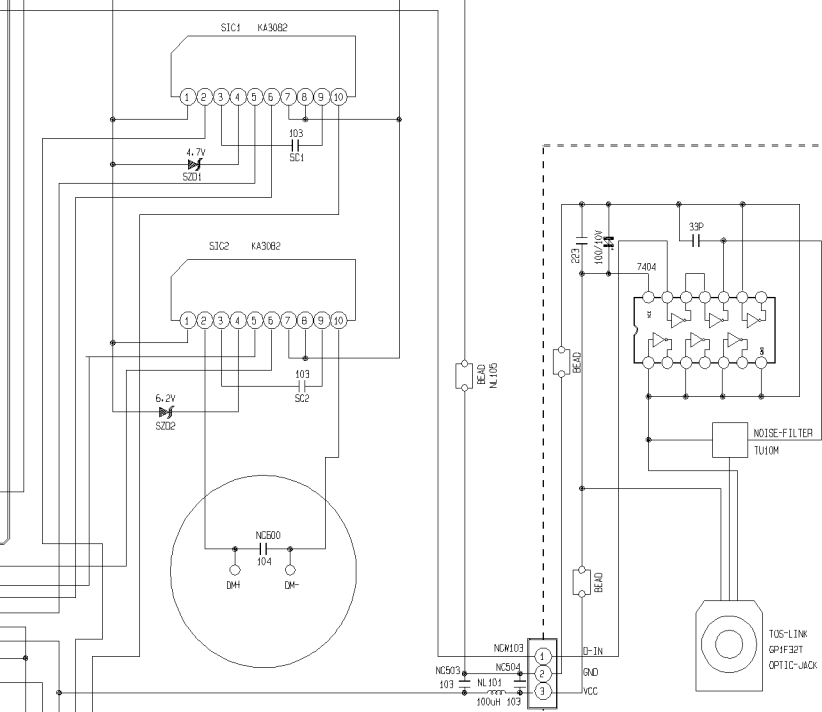 SIC1 KA3082
1 2 3 4 5 6 7 8 9 10
103
SC1
4.7V
SZD1
SIC2 KA3082
1 2 3 4 5 6 7 8 9 10
103
SC2
6.2V
SZD2
NC600
104
DM+
DM-
BEAD
NL105
223
100/10V
33P
7404
VCC
GND
BEAD
NOISE-FILTER
TU10M
BEAD
TOS-LINK
GP1F32T
OPTIC-JACK
NCW103
1 D-IN
2 GND
3 VCC
NC503
103
NL101
100uH
NC504
103